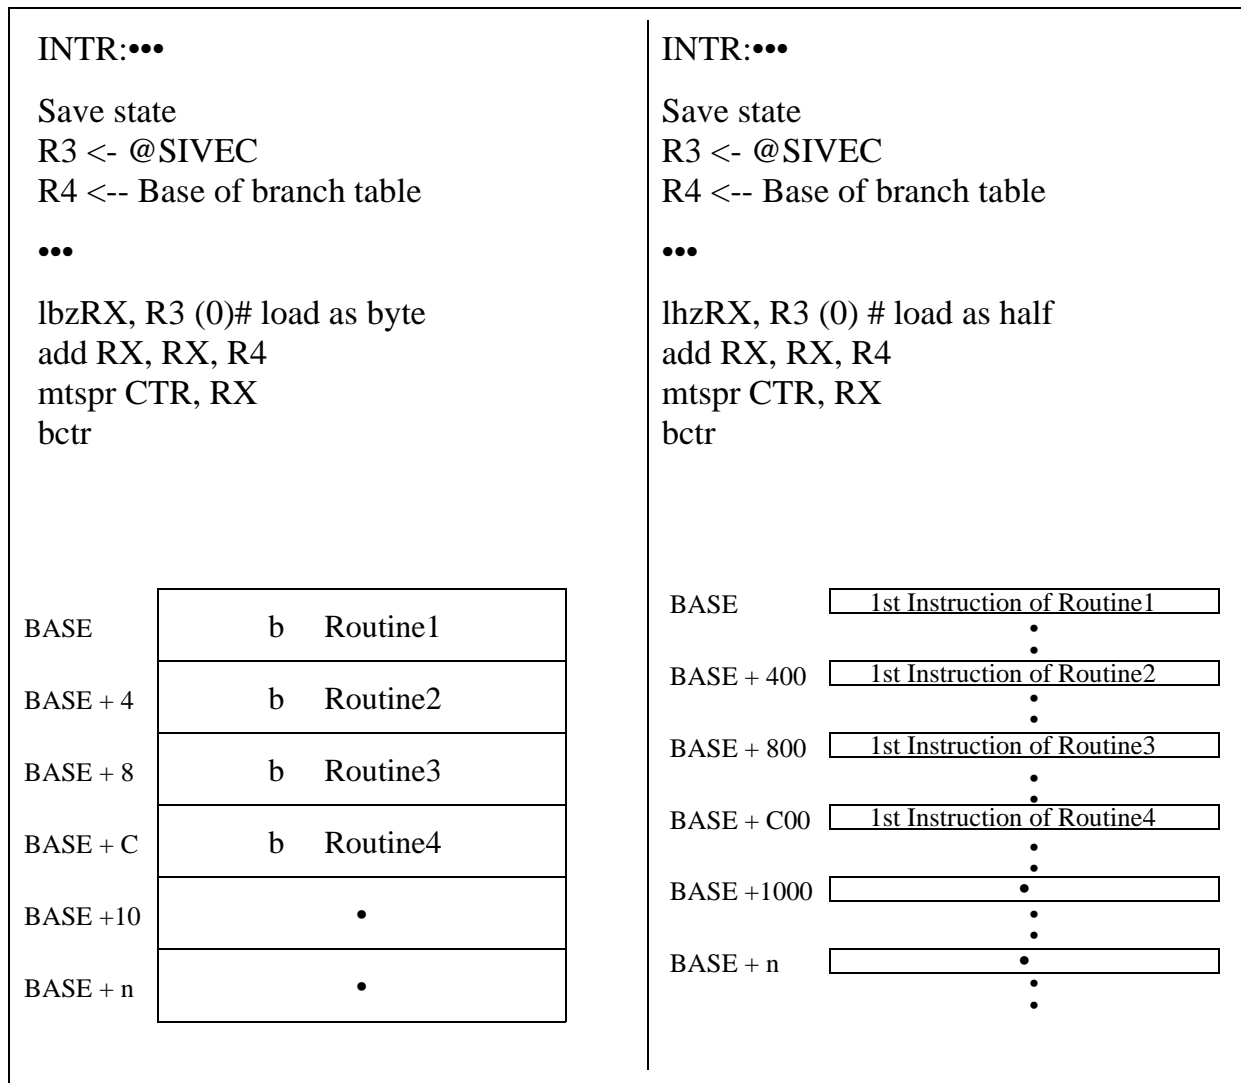 INTR:•••
Save state
R3 <- @SIVEC
R4 <-- Base of branch table
•••
lbzRX, R3 (0)# load as byte
add RX, RX, R4
mtspr CTR, RX
bctr
BASE b Routine1
BASE + 4 b Routine2
BASE + 8 b Routine3
BASE + C b Routine4
BASE +10 •
BASE + n •
INTR:•••
Save state
R3 <- @SIVEC
R4 <-- Base of branch table
•••
lhzRX, R3 (0) # load as half
add RX, RX, R4
mtspr CTR, RX
bctr
BASE 1st Instruction of Routine1
•
•
BASE + 400 1st Instruction of Routine2
•
•
BASE + 800 1st Instruction of Routine3
•
•
BASE + C00 1st Instruction of Routine4
•
•
BASE +1000 •
•
•
BASE + n •
•
•